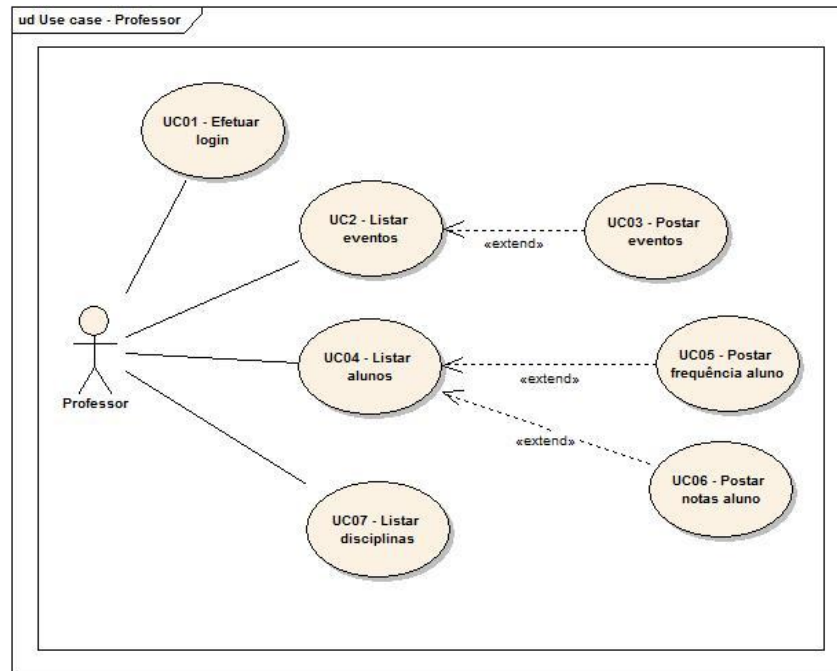 ud Use case - Professor
UC01 - Efetuar
login
UC2 - Listar
eventos
«extend»
UC03 - Postar
eventos
Professor
UC04 - Listar
alunos
«extend»
UC05 - Postar
frequência aluno
«extend»
UC06 - Postar
notas aluno
UC07 - Listar
disciplinas